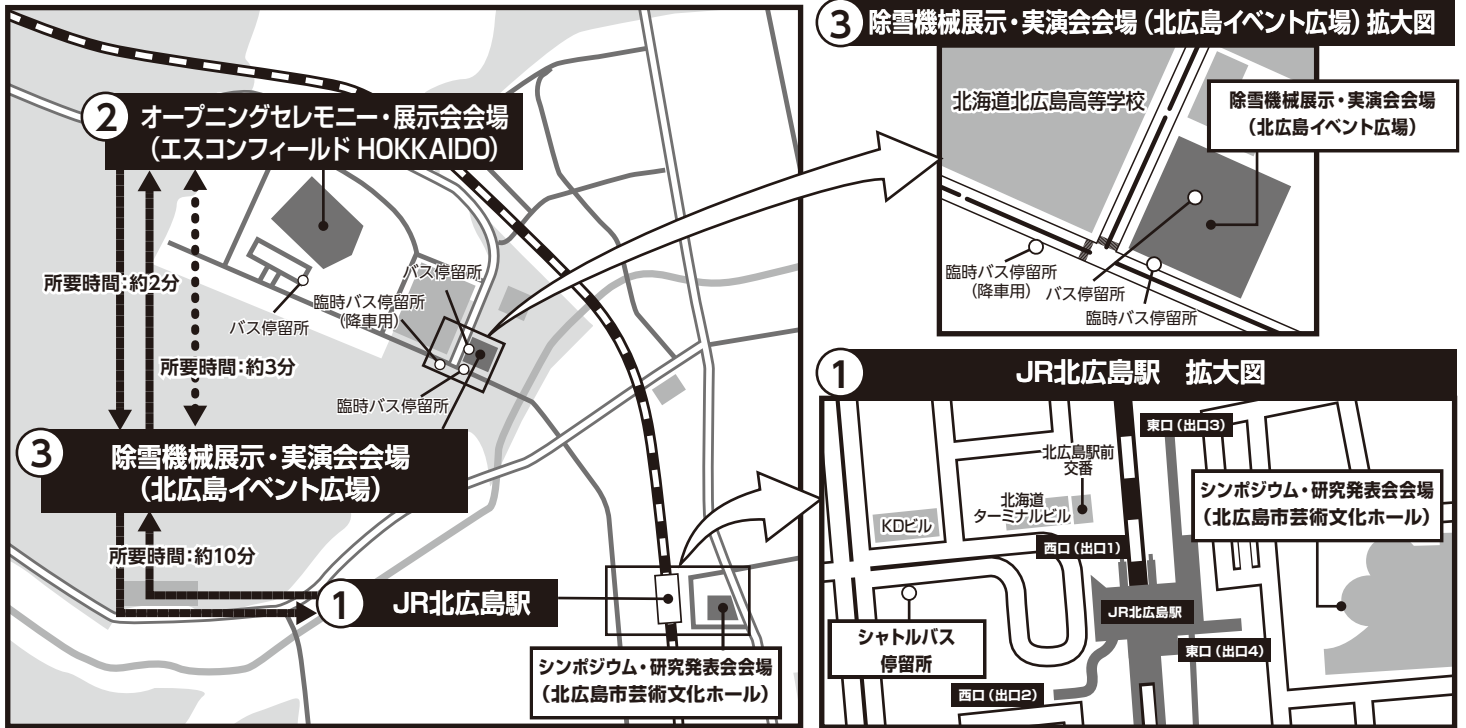 ② オープニングセレモニー・展示会会場
(エスコンフィールド HOKKAIDO)
所要時間:約2分
所要時間:約3分
バス停留所
バス停留所
臨時バス停留所
(降車用)
臨時バス停留所
③ 除雪機械展示・実演会会場
(北広島イベント広場)
所要時間:約10分
① JR北広島駅
シンポジウム・研究発表会会場
(北広島市芸術文化ホール)
③ 除雪機械展示・実演会会場(北広島イベント広場)拡大図
北海道北広島高等学校
除雪機械展示・実演会会場
(北広島イベント広場)
臨時バス停留所
(降車用)
バス停留所
臨時バス停留所
① JR北広島駅 拡大図
東口(出口3)
北広島駅前
交番
北海道
ターミナルビル
KDビル
西口(出口1)
シンポジウム・研究発表会会場
(北広島市芸術文化ホール)
JR北広島駅
シャトルバス
停留所
東口(出口4)
西口(出口2)